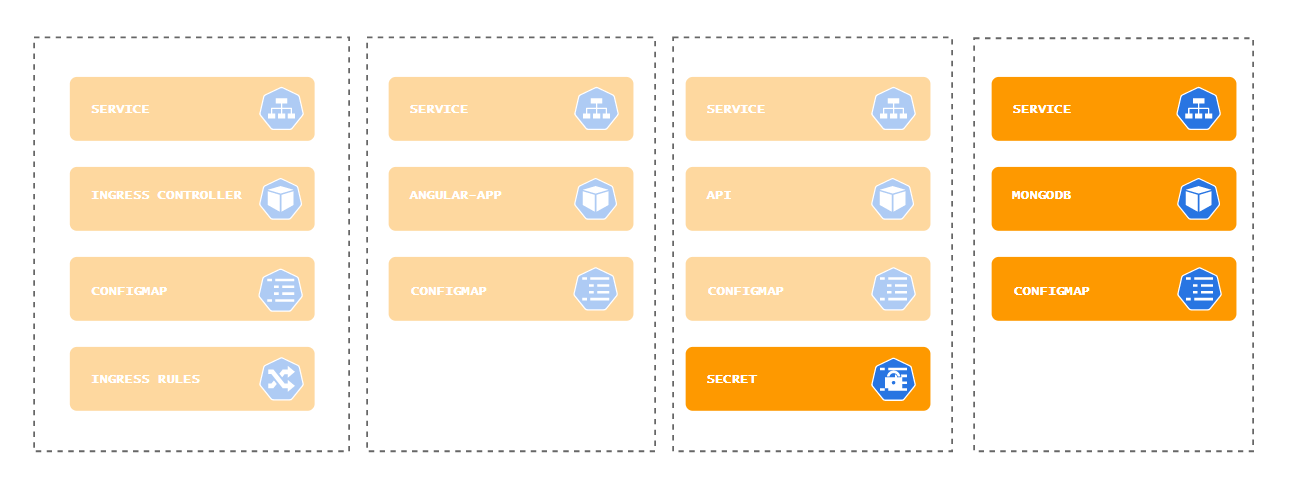 SERVICE
INGRESS CONTROLLER
CONFIGMAP
INGRESS RULES
SERVICE
ANGULAR-APP
CONFIGMAP
SERVICE
API
CONFIGMAP
SECRET
SERVICE
MONGODB
CONFIGMAP